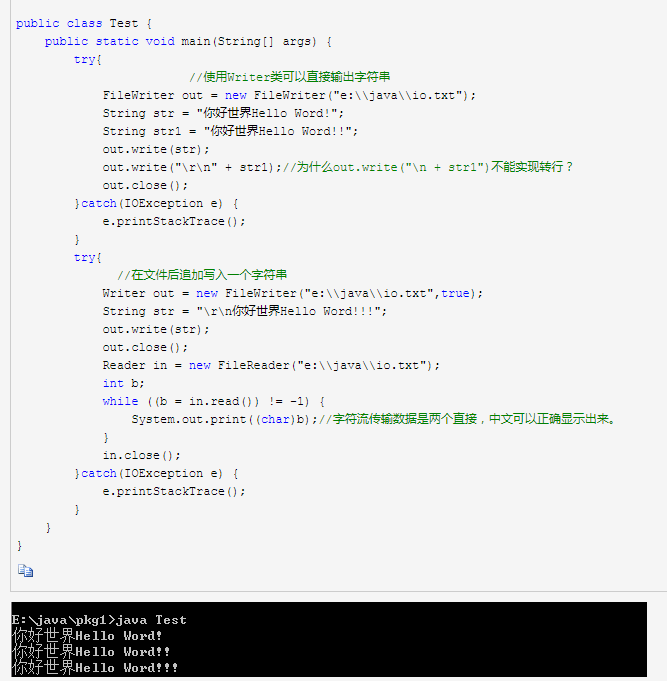 public class Test {
    public static void main(String[] args) {
        try{
                        //使用Writer类可以直接输出字符串
            FileWriter out = new FileWriter("e:\\java\\io.txt");
            String str = "你好世界Hello Word!";
            String str1 = "你好世界Hello Word!!";
            out.write(str);
            out.write("\r\n" + str1);//为什么out.write("\n + str1")不能实现转行？
            out.close();
        }catch(IOException e) {
            e.printStackTrace();
        }
        try{
              //在文件后追加写入一个字符串
            Writer out = new FileWriter("e:\\java\\io.txt",true);
            String str = "\r\n你好世界Hello Word!!!";
            out.write(str);
            out.close();
            Reader in = new FileReader("e:\\java\\io.txt");
            int b;
            while ((b = in.read()) != -1) {
                System.out.print((char)b);//字符流传输数据是两个直接，中文可以正确显示出来。
            }
            in.close();
        }catch(IOException e) {
            e.printStackTrace();
        }
    }
}
E:\java\pkg1>java Test
你好世界Hello Word!
你好世界Hello Word!!
你好世界Hello Word!!!